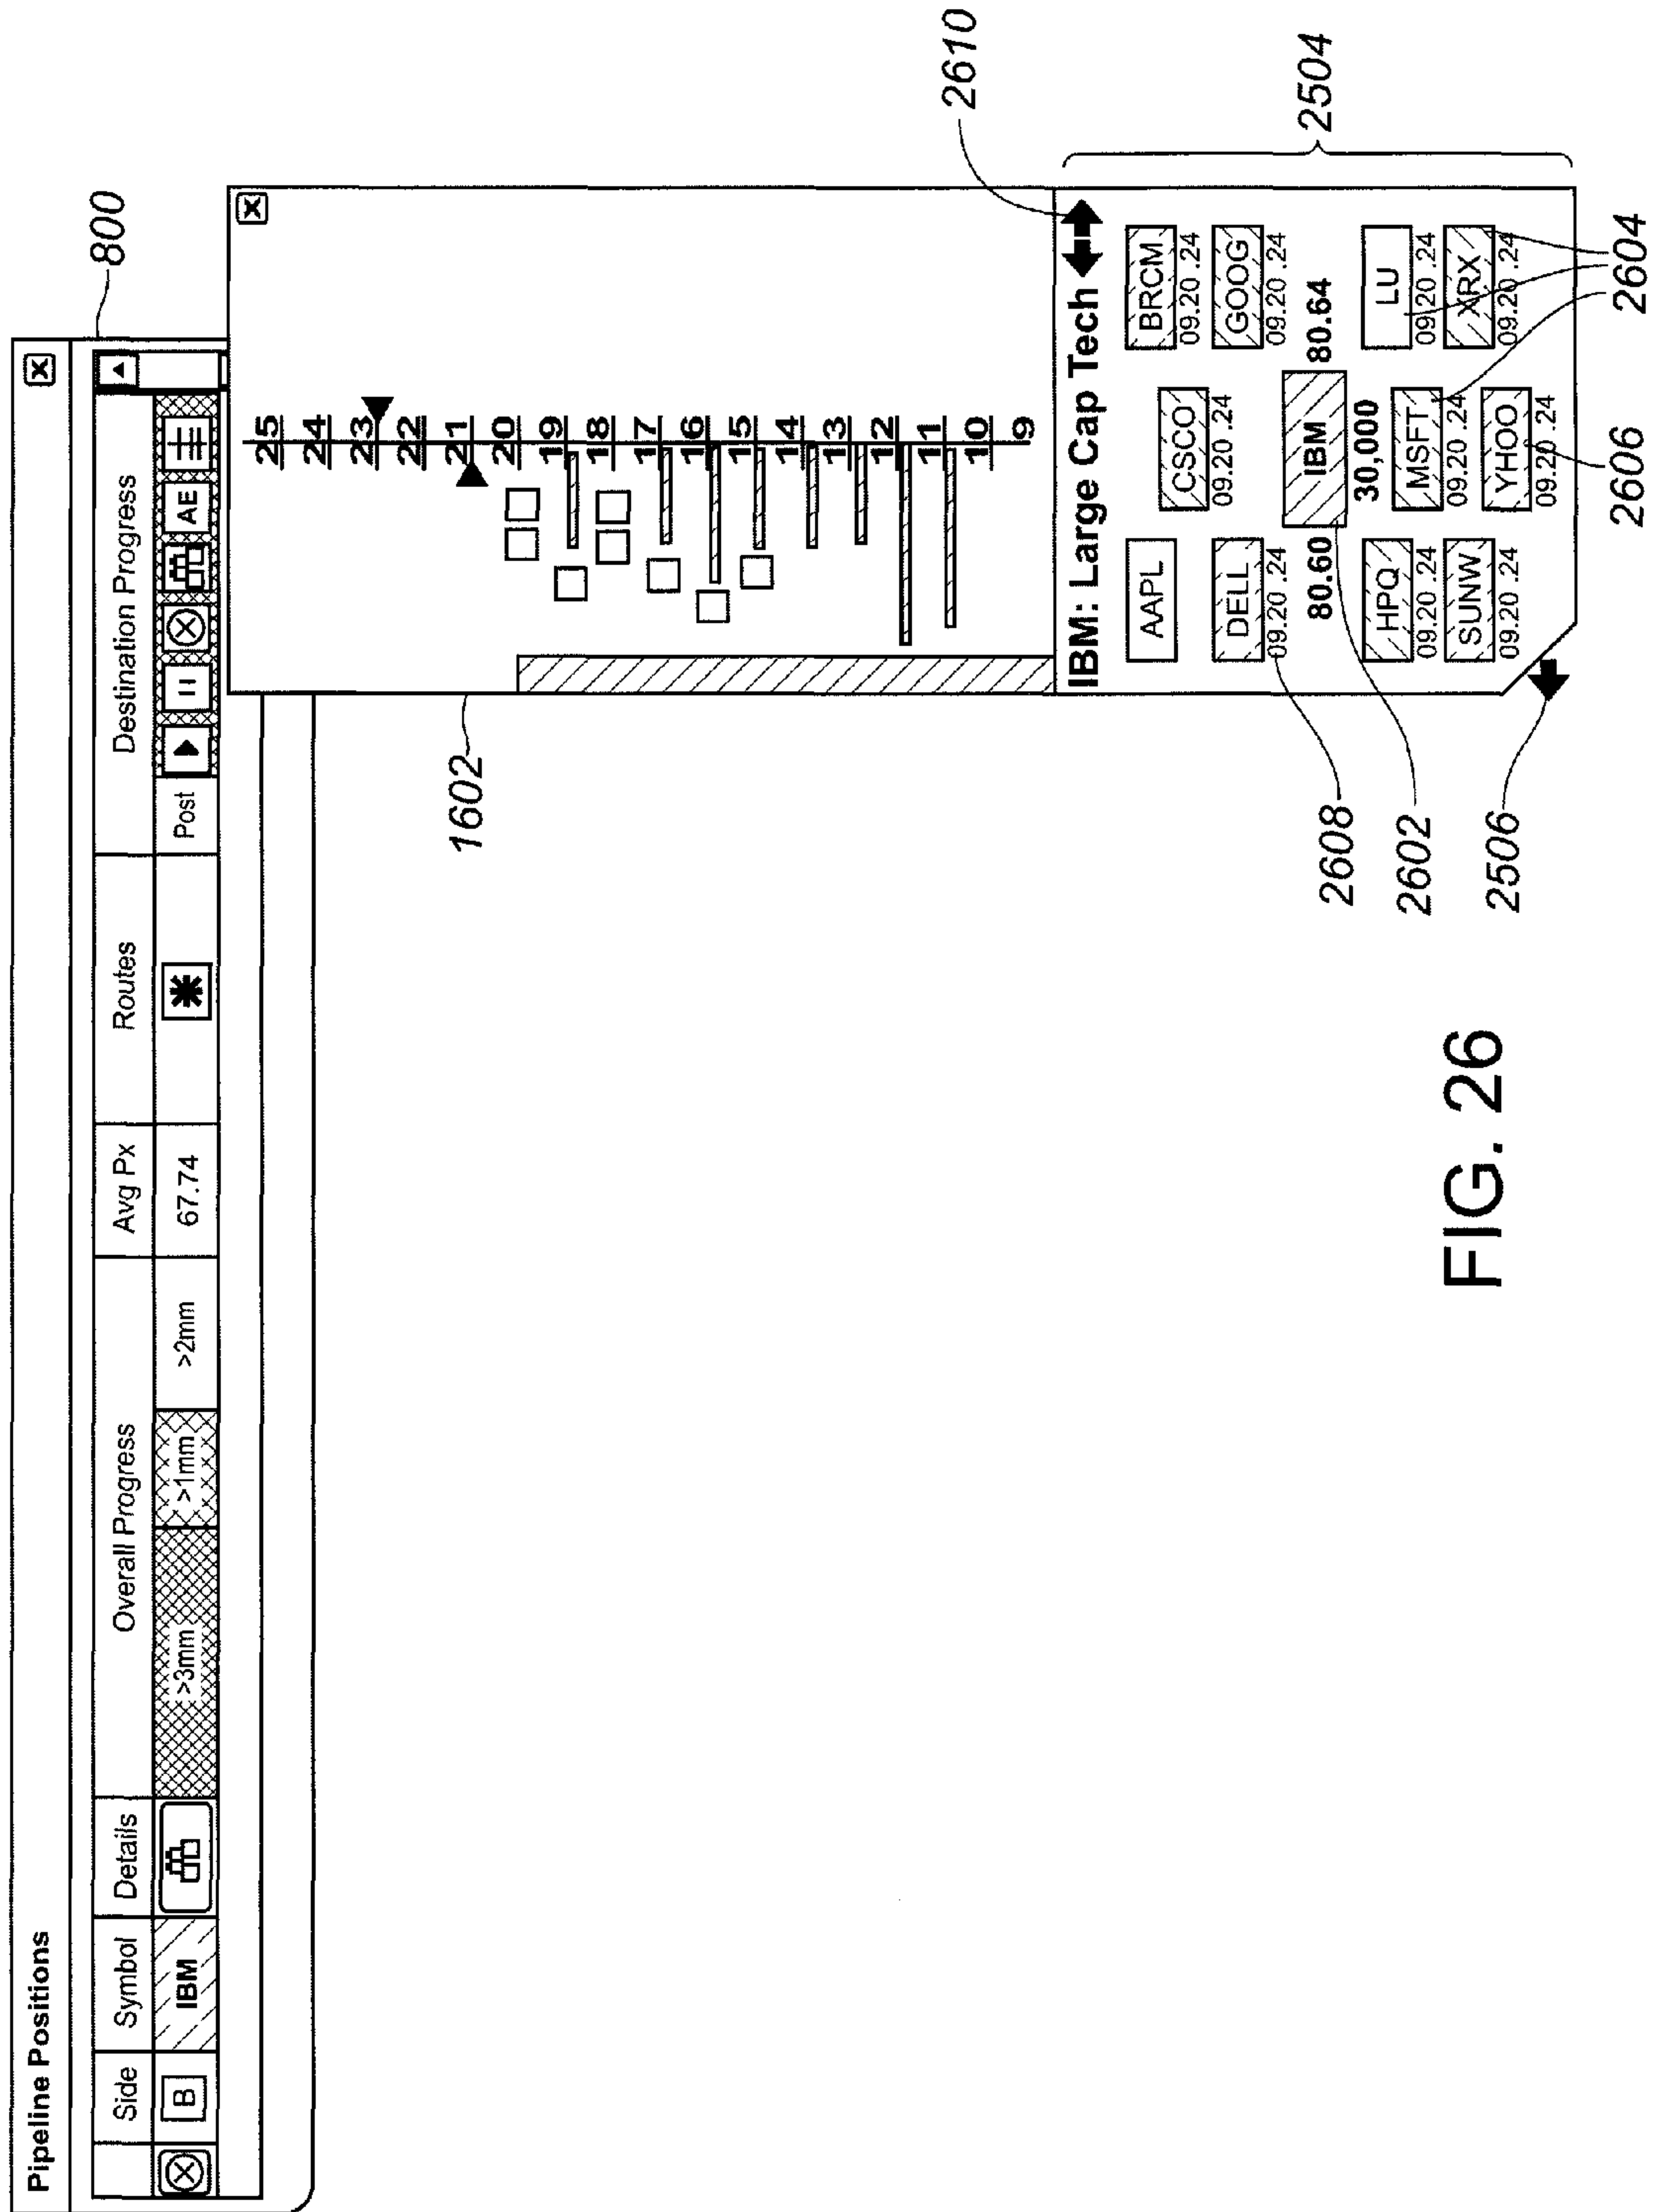 Pipeline Positions
Side Symbol Details Overall Progress Avg Px Routes Destination Progress
B IBM >3mm >1mm >2mm 67.74 Post AE
800
1602
25
24
23
22
21
20
19
18
17
16
15
14
13
12
11
10
9
IBM: Large Cap Tech
2610
AAPL CSCO BRCM
09.20 .24 09.20 .24
DELL GOOG
09.20 .24 09.20 .24
80.60 IBM 80.64
30,000
HPQ MSFT LU
09.20 .24 09.20 .24 09.20 .24
SUNW YHOO XRX
09.20 .24 09.20 .24 09.20 .24
2504
2608
2602
2506
2606
2604
FIG. 26